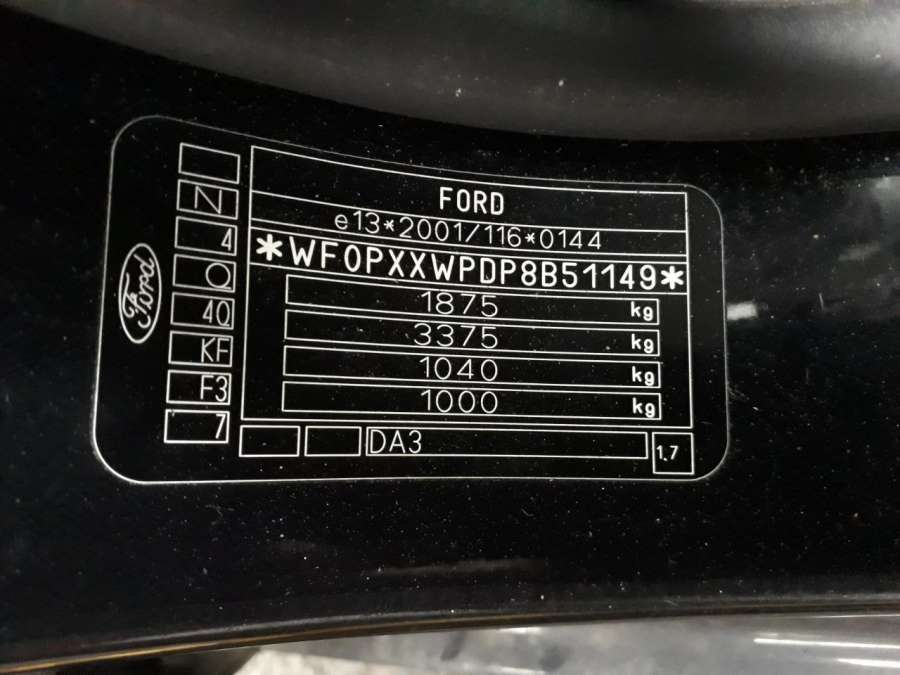 FORD
e13*2001/116*0144
*WF0PXXWPDP8B51149*
1875 kg
3375 kg
1040 kg
1000 kg
DA3
1.7
N
4
O
40
KF
F3
7
Ford